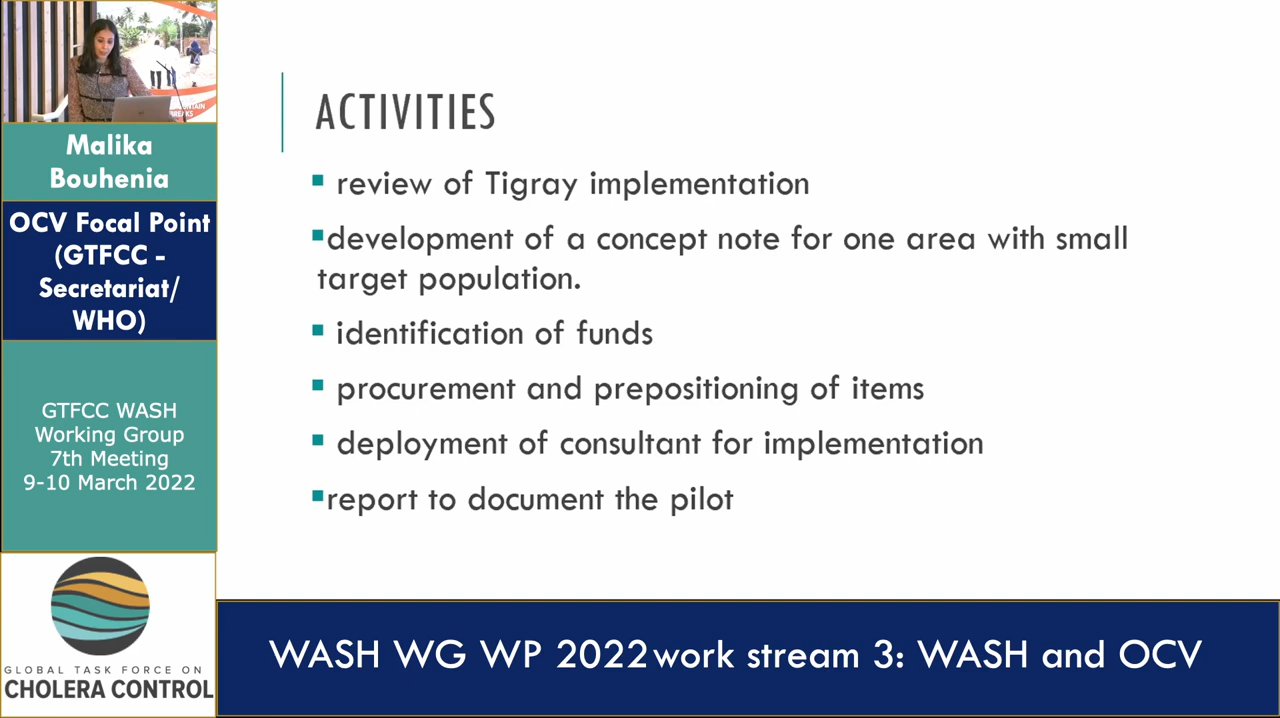 Malika
Bouhenia
OCV Focal Point
(GTFCC -
Secretariat/
WHO)
GTFCC WASH
Working Group
7th Meeting
9-10 March 2022
GLOBAL TASK FORCE ON
CHOLERA CONTROL
ACTIVITIES
▪ review of Tigray implementation
▪development of a concept note for one area with small
target population.
▪ identification of funds
▪ procurement and prepositioning of items
▪ deployment of consultant for implementation
▪report to document the pilot
WASH WG WP 2022work stream 3: WASH and OCV